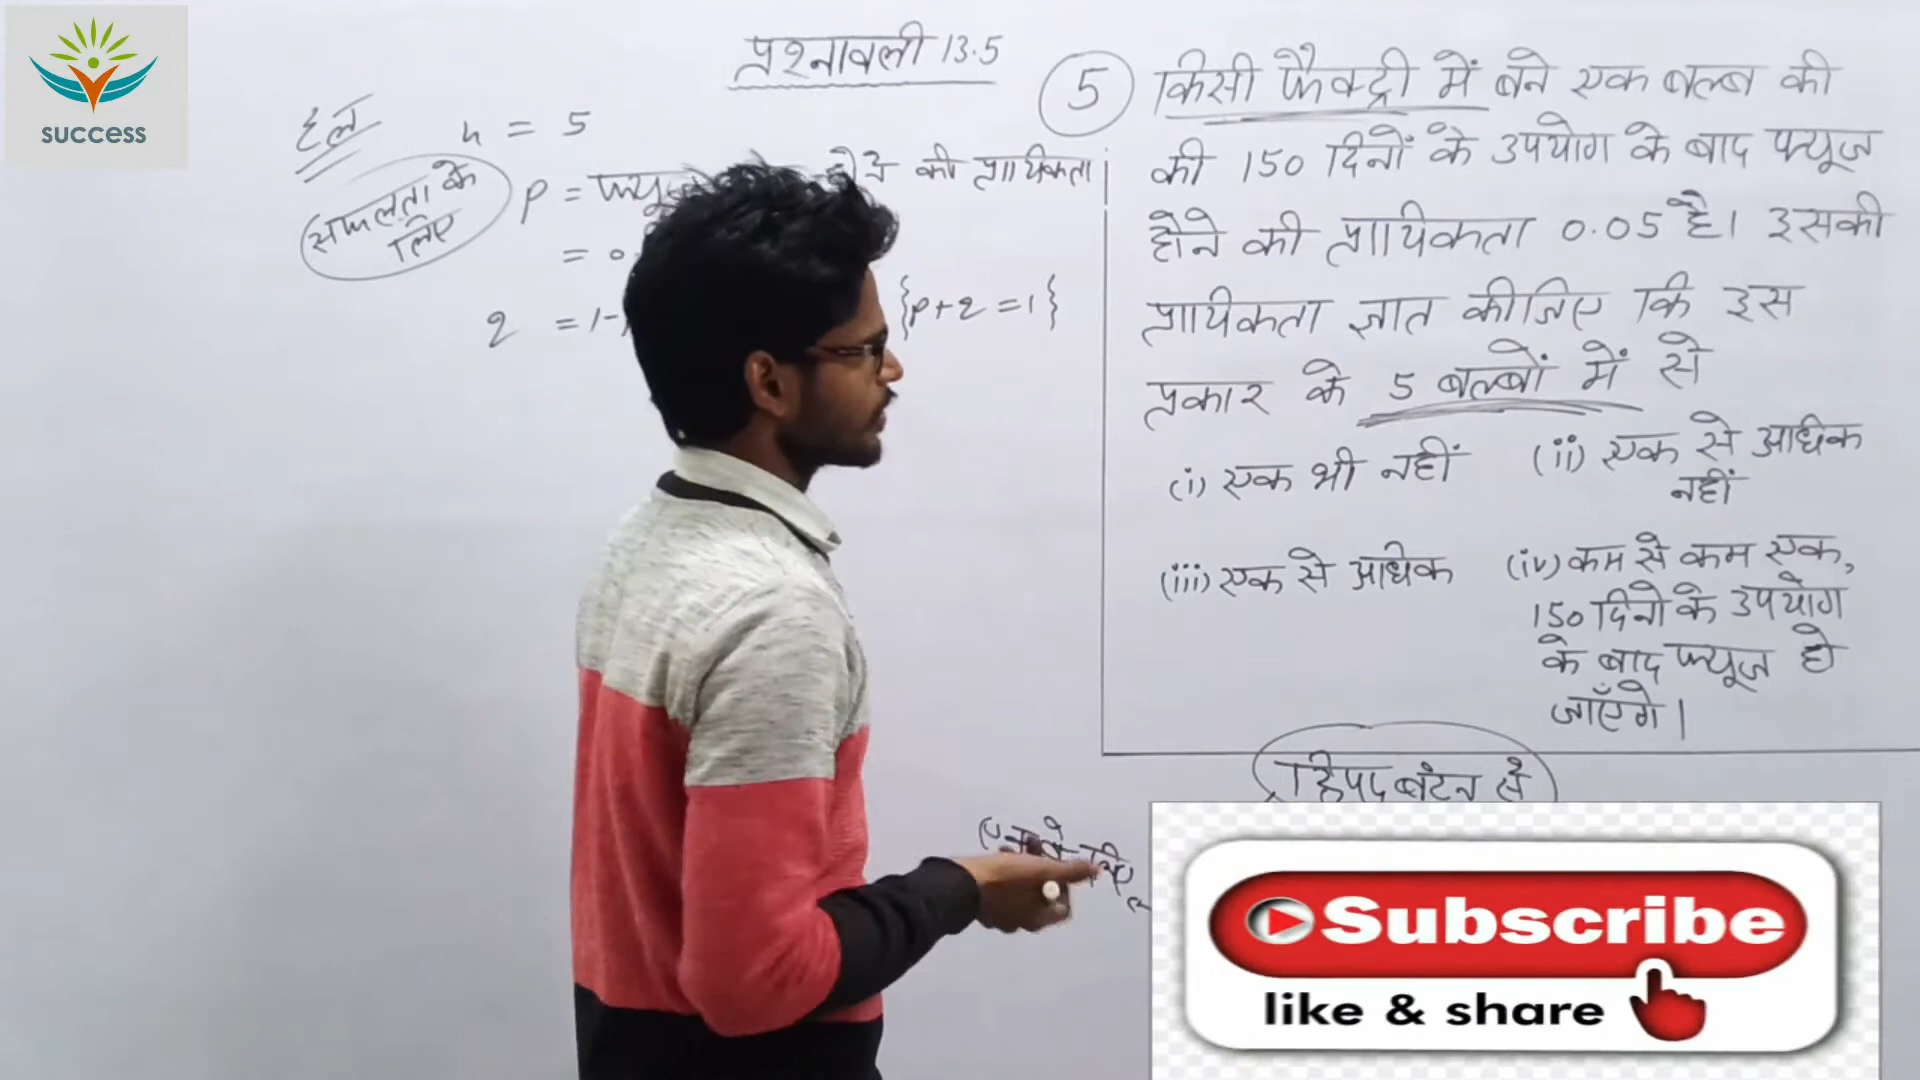 success
प्रश्नावली 13.5
हल
n = 5
सफलता के
लिए
p = फ्यूज होने की प्रायिकता
= 0.
q = 1-
{p+q=1}
5 किसी फैक्ट्री में बने एक बल्ब की
की 150 दिनों के उपयोग के बाद फ्यूज
होने की प्रायिकता 0.05 है। इसकी
प्रायिकता ज्ञात कीजिए कि इस
प्रकार के 5 बल्बों में से
(i) एक भी नहीं
(ii) एक से अधिक
नहीं
(iii) एक से अधिक
(iv) कम से कम एक,
150 दिनों के उपयोग
के बाद फ्यूज हो
जाएँगे।
द्विपद बंटन से
लिए
Subscribe
like & share